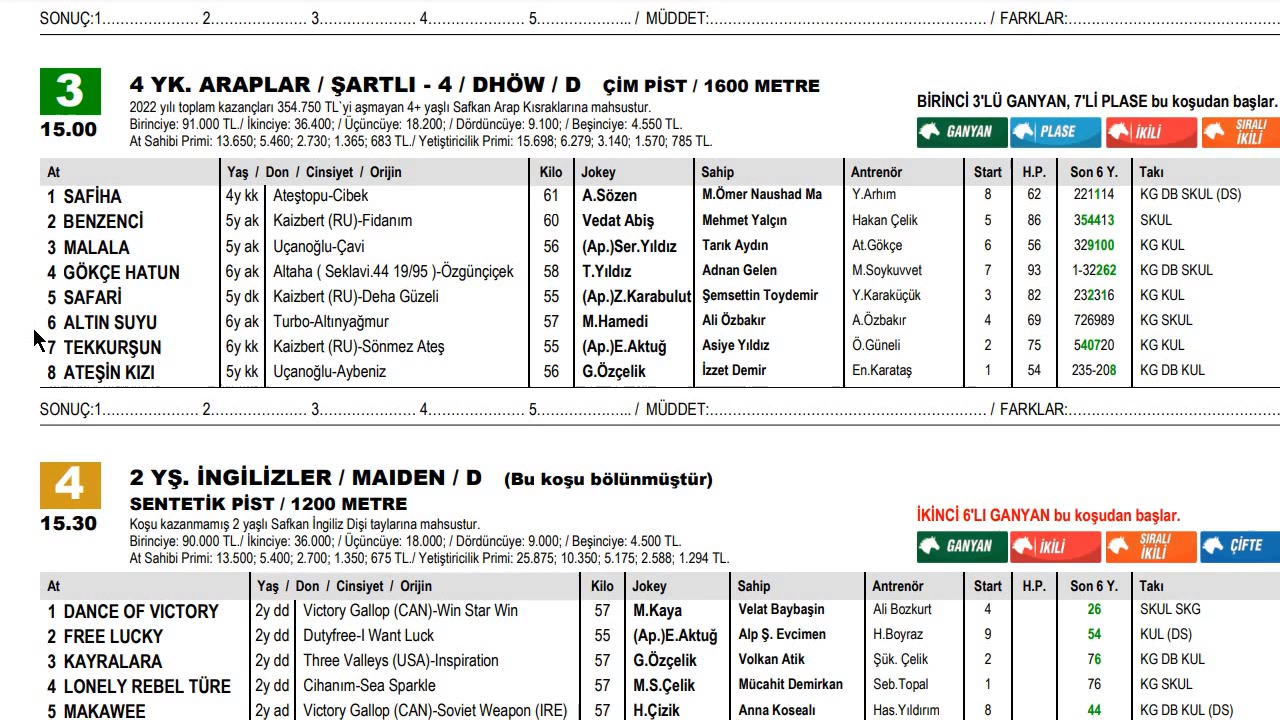 SONUÇ:1....................... 2....................... 3....................... 4....................... 5...................... / MÜDDET:................................................................ / FARKLAR:................................................
3 4 YK. ARAPLAR / ŞARTLI - 4 / DHÖW / D ÇİM PİST / 1600 METRE
15.00
2022 yılı toplam kazançları 354.750 TL`yi aşmayan 4+ yaşlı Safkan Arap Kısraklarına mahsustur.
Birinciye: 91.000 TL./ İkinciye: 36.400; / Üçüncüye: 18.200; / Dördüncüye: 9.100; / Beşinciye: 4.550 TL.
At Sahibi Primi: 13.650; 5.460; 2.730; 1.365; 683 TL./ Yetiştiricilik Primi: 15.698; 6.279; 3.140; 1.570; 785 TL.
BİRİNCİ 3'LÜ GANYAN, 7'Lİ PLASE bu koşudan başlar.
GANYAN PLASE İKİLİ SIRALI İKİLİ
At Yaş / Don / Cinsiyet / Orijin Kilo Jokey Sahip Antrenör Start H.P. Son 6 Y. Takı
1 SAFİHA 4y kk Ateştopu-Cibek 61 A.Sözen M.Ömer Naushad Ma Y.Arhım 8 62 221114 KG DB SKUL (DS)
2 BENZENCİ 5y ak Kaizbert (RU)-Fidanım 60 Vedat Abiş Mehmet Yalçın Hakan Çelik 5 86 354413 SKUL
3 MALALA 5y ak Uçanoğlu-Çavi 56 (Ap.)Ser.Yıldız Tarık Aydın At.Gökçe 6 56 329100 KG KUL
4 GÖKÇE HATUN 6y ak Altaha ( Seklavi.44 19/95 )-Özgünçiçek 58 T.Yıldız Adnan Gelen M.Soykuvvet 7 93 1-32262 KG DB SKUL
5 SAFARİ 5y dk Kaizbert (RU)-Deha Güzeli 55 (Ap.)Z.Karabulut Şemsettin Toydemir Y.Karaküçük 3 82 232316 KG KUL
6 ALTIN SUYU 6y ak Turbo-Altınyağmur 57 M.Hamedi Ali Özbakır A.Özbakır 4 69 726989 KG SKUL
7 TEKKURŞUN 6y kk Kaizbert (RU)-Sönmez Ateş 55 (Ap.)E.Aktuğ Asiye Yıldız Ö.Güneli 2 75 540720 KG KUL
8 ATEŞİN KIZI 5y kk Uçanoğlu-Aybeniz 56 G.Özçelik İzzet Demir En.Karataş 1 54 235-208 KG DB KUL
SONUÇ:1....................... 2....................... 3....................... 4....................... 5...................... / MÜDDET:................................................................ / FARKLAR:................................................
4 2 YŞ. İNGİLİZLER / MAIDEN / D (Bu koşu bölünmüştür)
SENTETİK PİST / 1200 METRE
15.30
Koşu kazanmamış 2 yaşlı Safkan İngiliz Dişi taylarına mahsustur.
Birinciye: 90.000 TL./ İkinciye: 36.000; / Üçüncüye: 18.000; / Dördüncüye: 9.000; / Beşinciye: 4.500 TL.
At Sahibi Primi: 13.500; 5.400; 2.700; 1.350; 675 TL./ Yetiştiricilik Primi: 25.875; 10.350; 5.175; 2.588; 1.294 TL.
İKİNCİ 6'LI GANYAN bu koşudan başlar.
GANYAN İKİLİ SIRALI İKİLİ ÇİFTE
At Yaş / Don / Cinsiyet / Orijin Kilo Jokey Sahip Antrenör Start H.P. Son 6 Y. Takı
1 DANCE OF VICTORY 2y dd Victory Gallop (CAN)-Win Star Win 57 M.Kaya Velat Baybaşin Ali Bozkurt 4 26 SKUL SKG
2 FREE LUCKY 2y dd Dutyfree-I Want Luck 55 (Ap.)E.Aktuğ Alp Ş. Evcimen H.Boyraz 9 54 KUL (DS)
3 KAYRALARA 2y dd Three Valleys (USA)-Inspiration 57 G.Özçelik Volkan Atik Şük. Çelik 2 76 KG DB KUL
4 LONELY REBEL TÜRE 2y dd Cihanım-Sea Sparkle 57 M.S.Çelik Mücahit Demirkan Seb.Topal 1 76 KG SKUL
5 MAKAWEE 2y ad Victory Gallop (CAN)-Soviet Weapon (IRE) 57 H.Çizik Anna Kosealı Has.Yıldırım 8 44 KG DB KUL (DS)